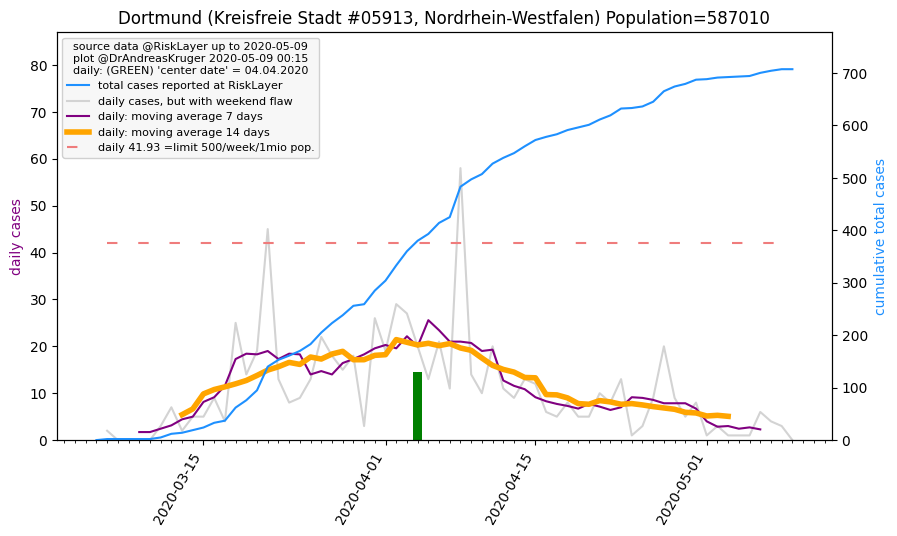 Dortmund (Kreisfreie Stadt #05913, Nordrhein-Westfalen) Population=587010
source data @RiskLayer up to 2020-05-09
plot @DrAndreasKruger 2020-05-09 00:15
daily: (GREEN) 'center date' = 04.04.2020
total cases reported at RiskLayer
daily cases, but with weekend flaw
daily: moving average 7 days
daily: moving average 14 days
daily 41.93 =limit 500/week/1mio pop.
daily cases
80
70
60
50
40
30
20
10
0
cumulative total cases
700
600
500
400
300
200
100
0
2020-03-15
2020-04-01
2020-04-15
2020-05-01